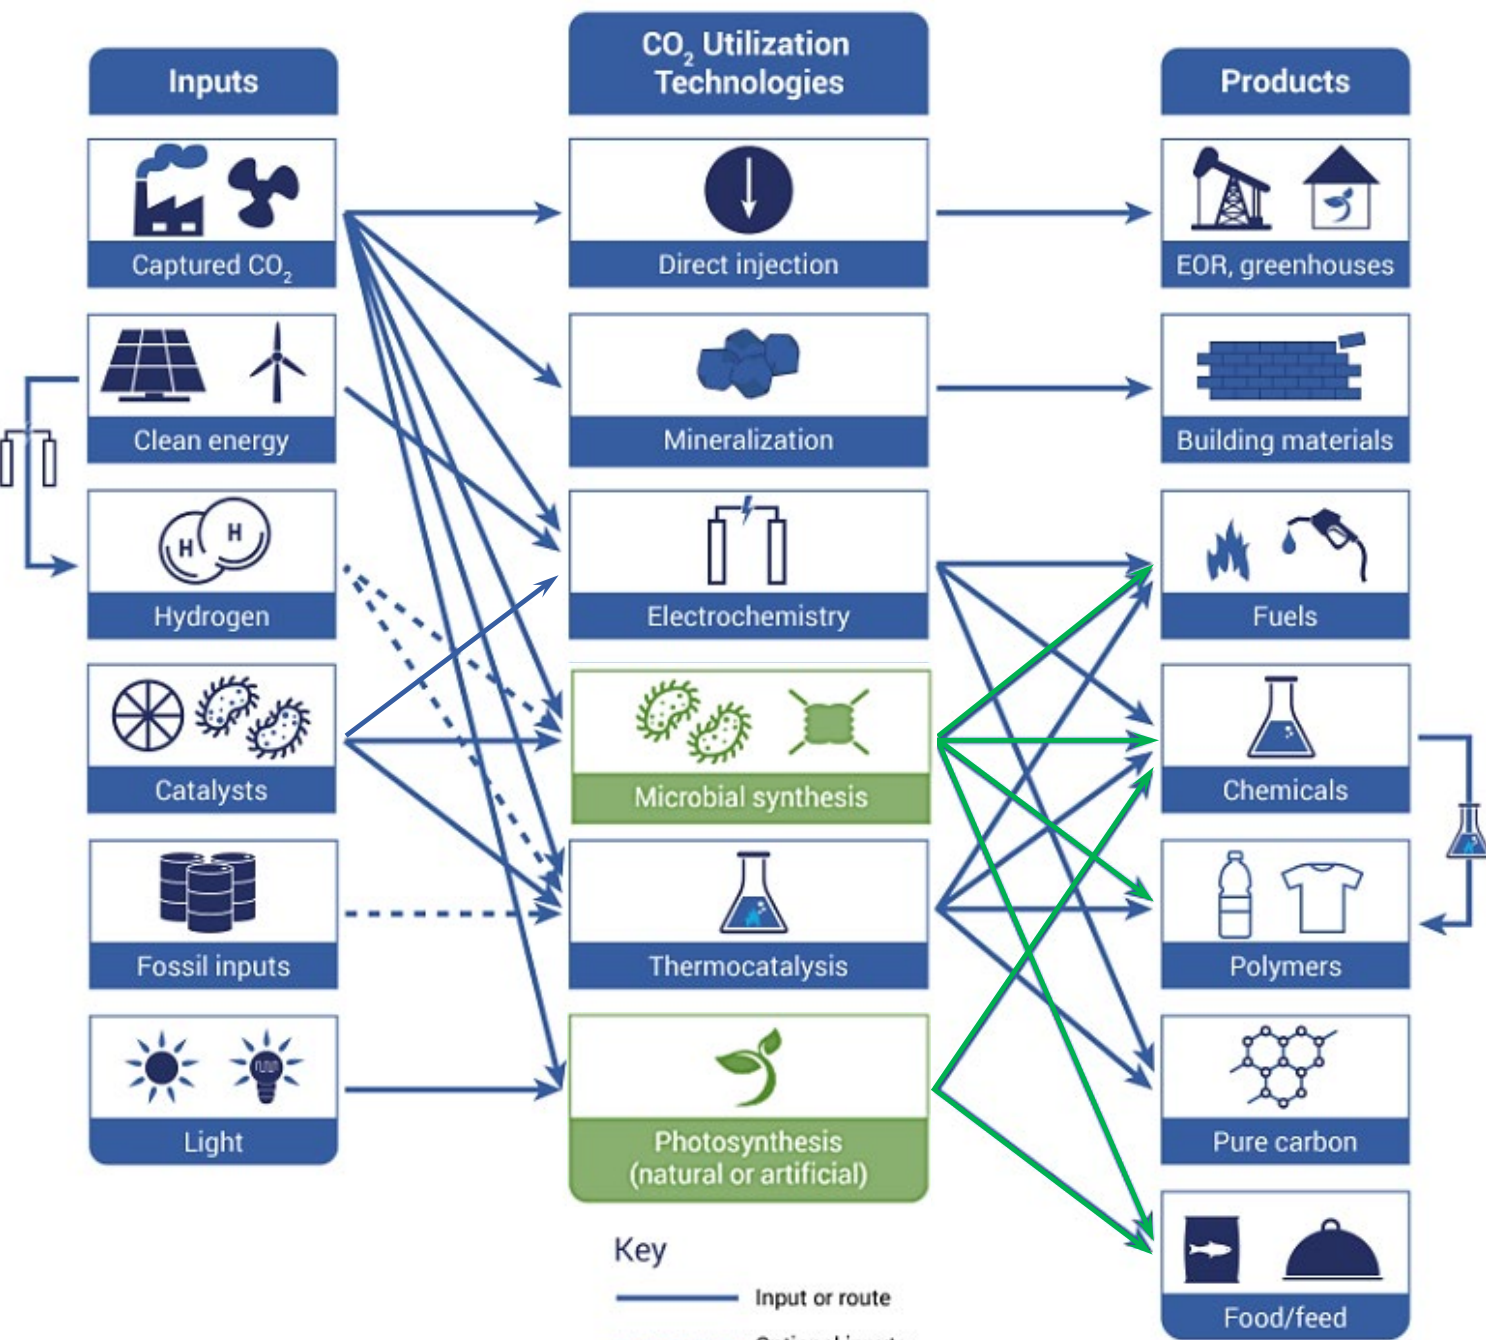 Inputs
CO2 Utilization
Technologies
Products
Captured CO2
Direct injection
EOR, greenhouses
Clean energy
Mineralization
Building materials
H
H
Hydrogen
Electrochemistry
Fuels
Catalysts
Microbial synthesis
Chemicals
Fossil inputs
Thermocatalysis
Polymers
Light
Photosynthesis
(natural or artificial)
Pure carbon
Food/feed
Key
Input or route